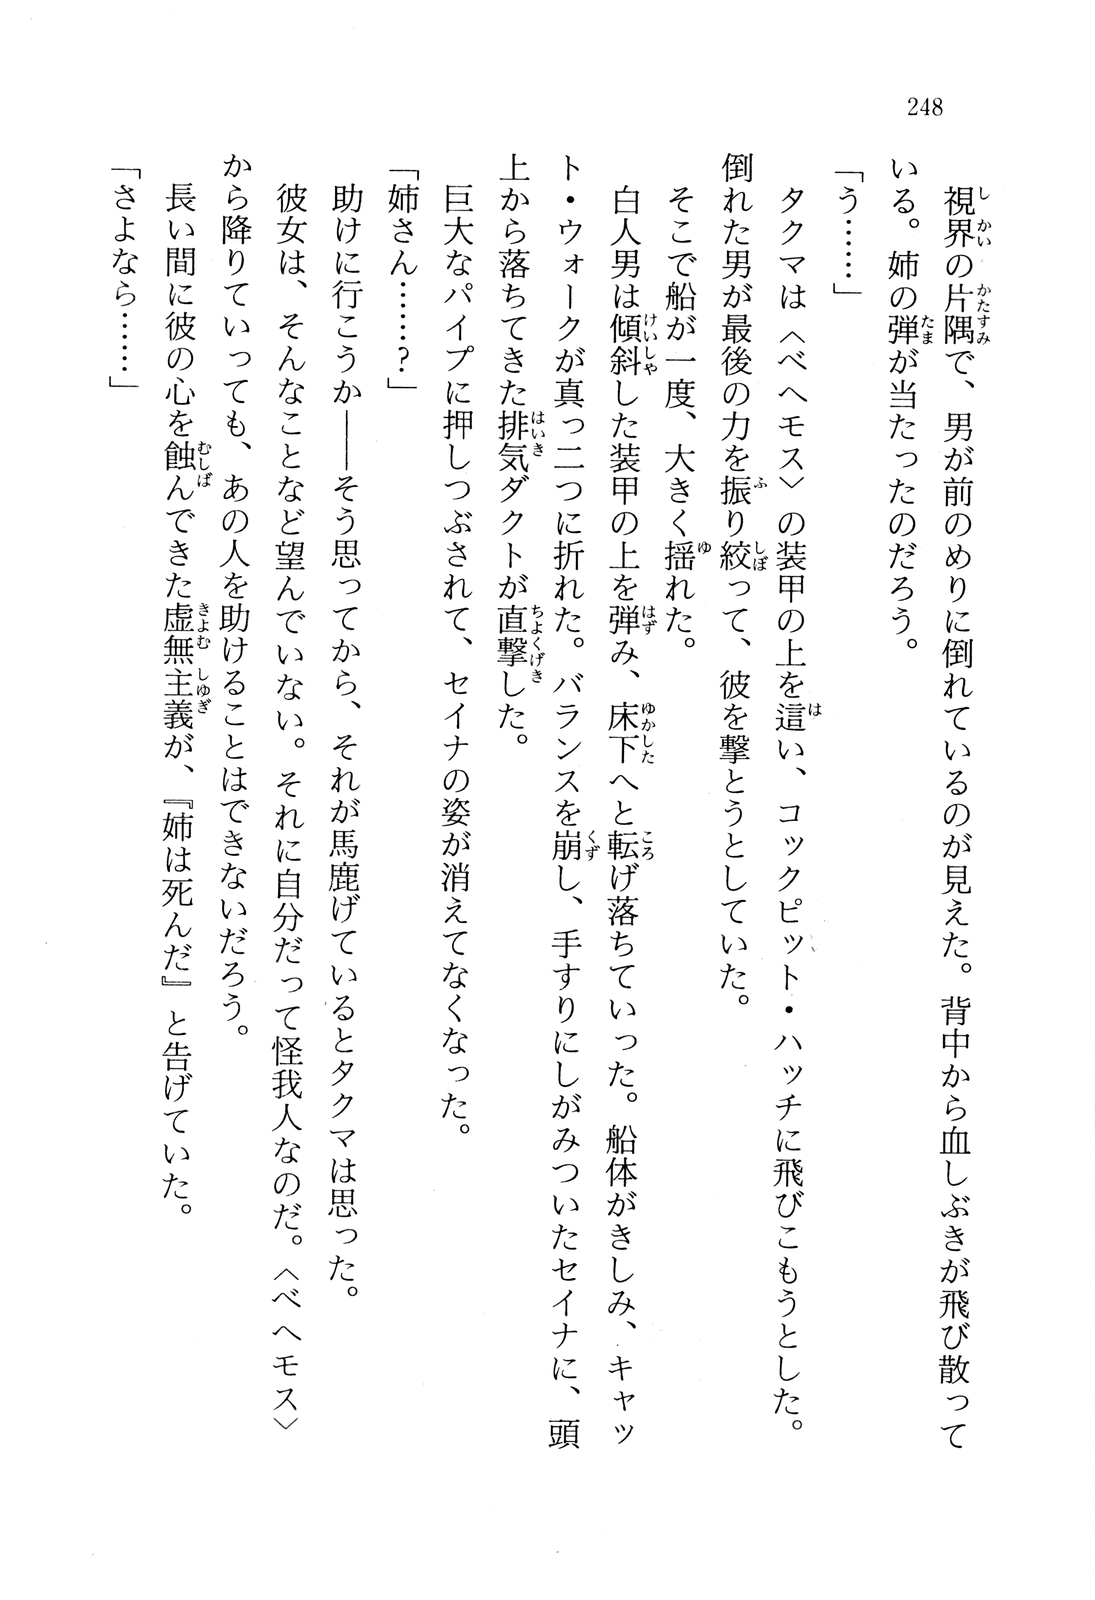 248
視界の片隅で、男が前のめりに倒れているのが見えた。背中から血しぶきが飛び散って
いる。姉の弾が当たったのだろう。
「う……」
タクマは〈ベヘモス〉の装甲の上を這い、コックピット・ハッチに飛びこもうとした。
倒れた男が最後の力を振り絞って、彼を撃とうとしていた。
そこで船が一度、大きく揺れた。
白人男は傾斜した装甲の上を弾み、床下へと転げ落ちていった。船体がきしみ、キャッ
ト・ウォークが真っ二つに折れた。バランスを崩し、手すりにしがみついたセイナに、頭
上から落ちてきた排気ダクトが直撃した。
巨大なパイプに押しつぶされて、セイナの姿が消えてなくなった。
「姉さん……？」
助けに行こうか――そう思ってから、それが馬鹿げているとタクマは思った。
彼女は、そんなことなど望んでいない。それに自分だって怪我人なのだ。〈ベヘモス〉
から降りていっても、あの人を助けることはできないだろう。
長い間に彼の心を蝕んできた虚無主義が、『姉は死んだ』と告げていた。
「さよなら……」